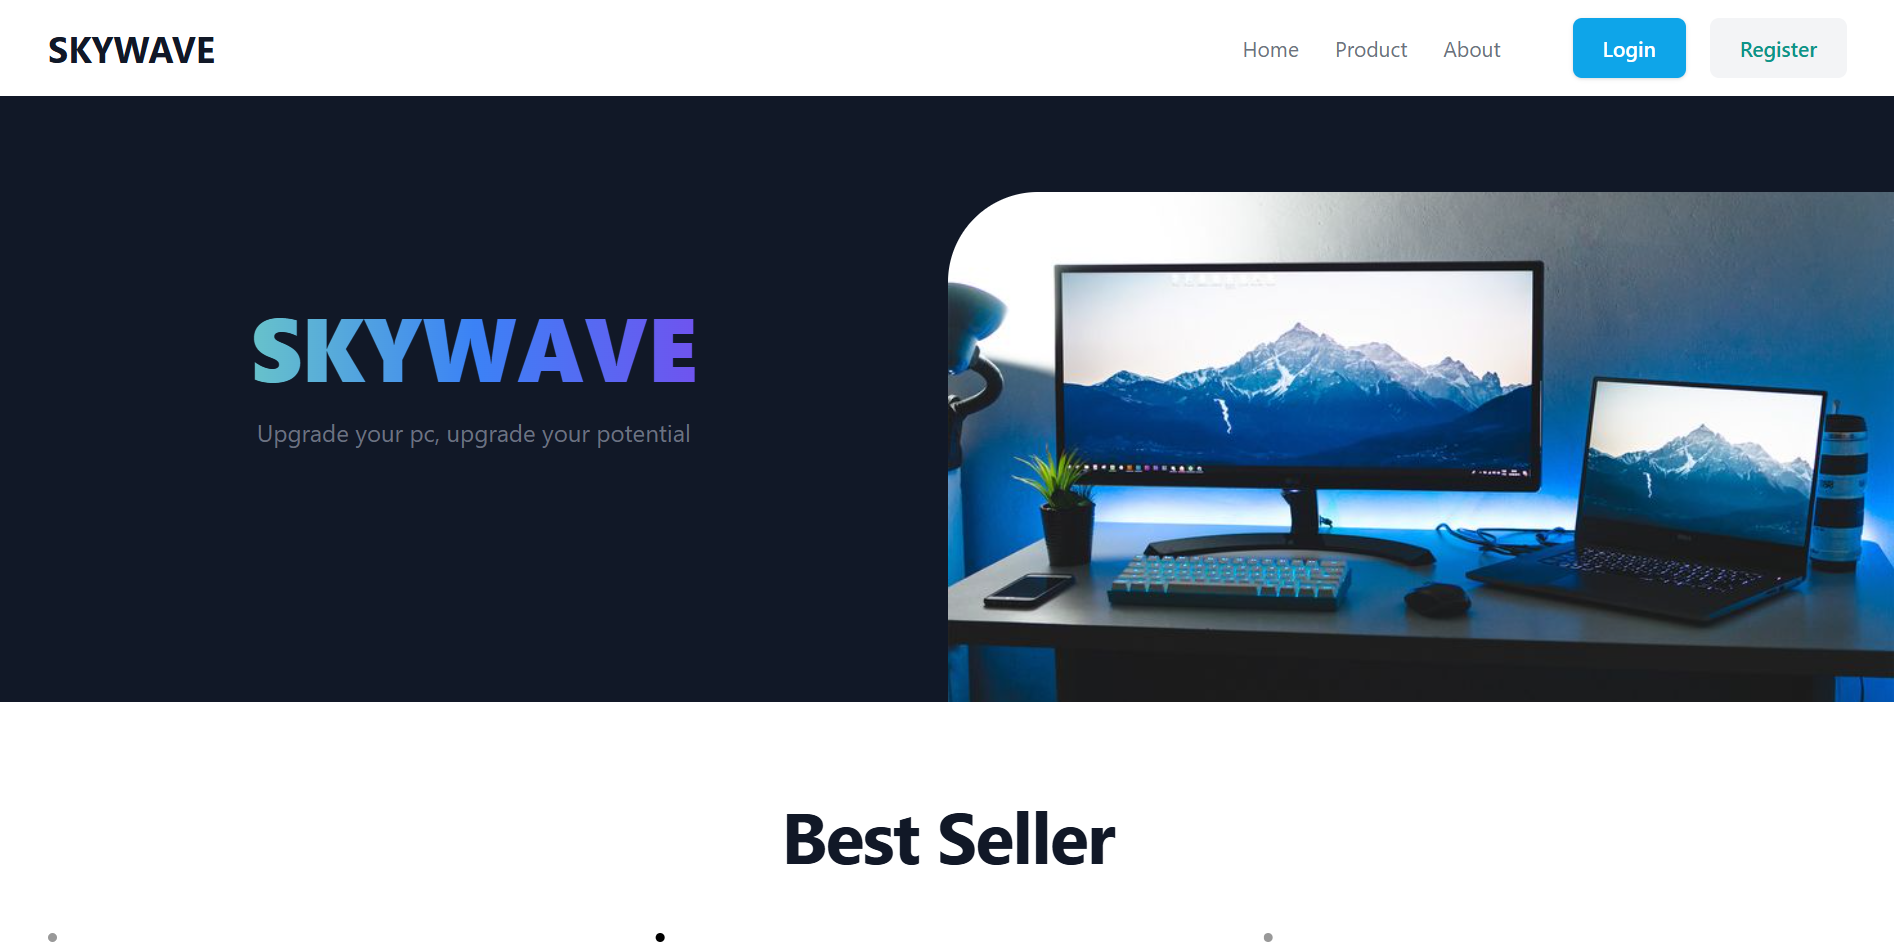 SKYWAVE
Home Product About Login Register
SKYWAVE
Upgrade your pc, upgrade your potential
Best Seller